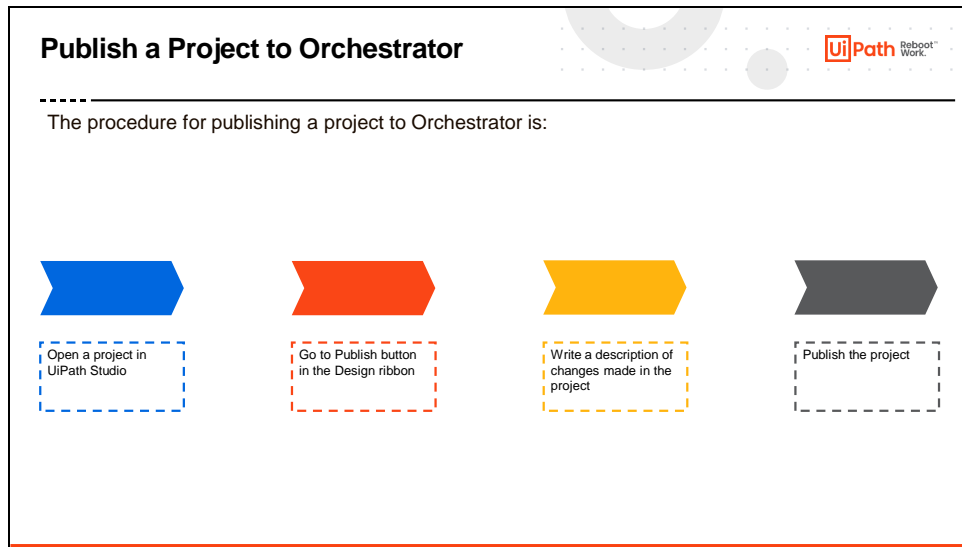 Publish a Project to Orchestrator
UiPath Reboot™
Work.
The procedure for publishing a project to Orchestrator is:
Open a project in
UiPath Studio
Go to Publish button
in the Design ribbon
Write a description of
changes made in the
project
Publish the project